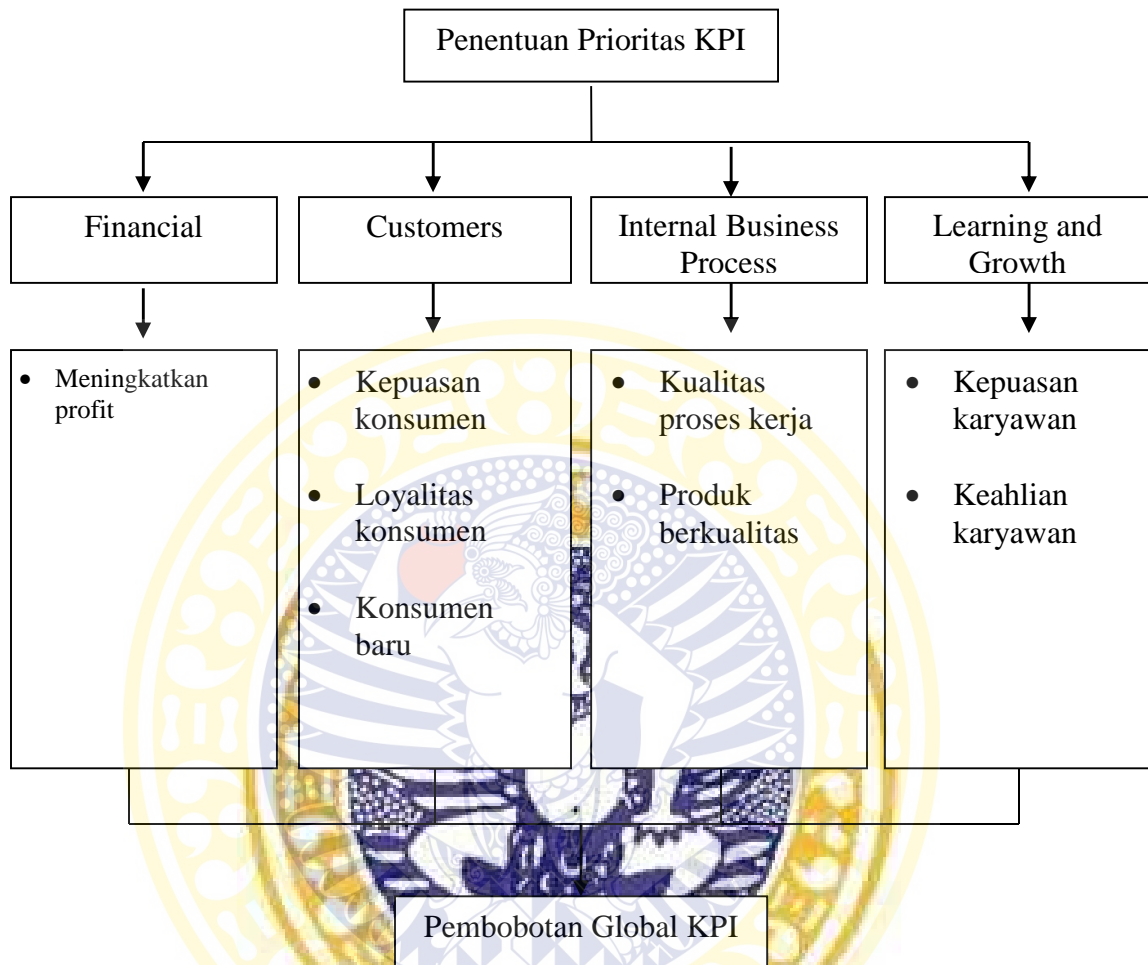 Penentuan Prioritas KPI
Financial
Customers
Internal Business
Process
Learning and
Growth
• Meningkatkan
profit
• Kepuasan
konsumen
• Loyalitas
konsumen
• Konsumen
baru
• Kualitas
proses kerja
• Produk
berkualitas
• Kepuasan
karyawan
• Keahlian
karyawan
Pembobotan Global KPI